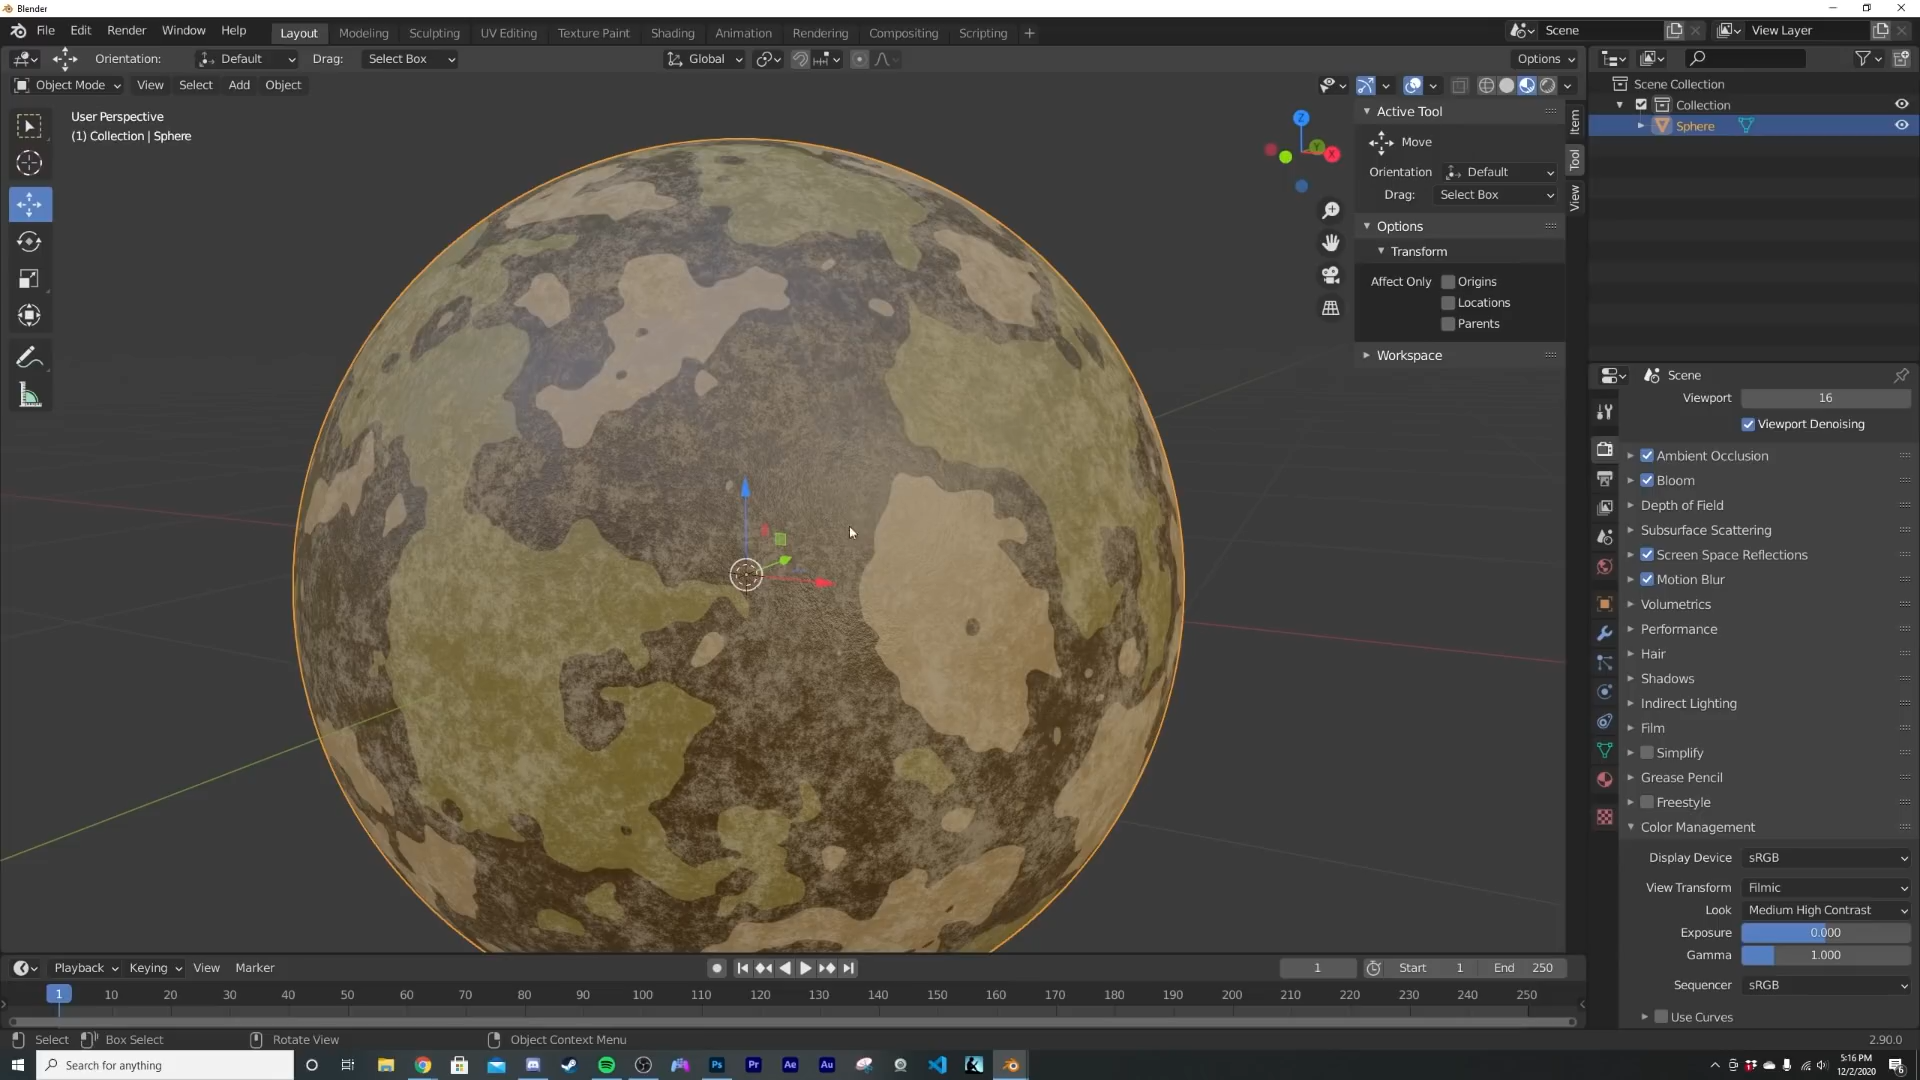 Blender
File Edit Render Window Help Layout Modeling Sculpting UV Editing Texture Paint Shading Animation Rendering Compositing Scripting + Scene View Layer
Orientation: Default Drag: Select Box Global Options
Object Mode View Select Add Object
User Perspective
(1) Collection | Sphere
Z
Y
X
Active Tool
Move
Orientation Default
Drag: Select Box
Options
Transform
Affect Only Origins
Locations
Parents
Workspace
Item
Tool
View
Scene Collection
Collection
Sphere
Scene
Viewport 16
Viewport Denoising
Ambient Occlusion
Bloom
Depth of Field
Subsurface Scattering
Screen Space Reflections
Motion Blur
Volumetrics
Performance
Hair
Shadows
Indirect Lighting
Film
Simplify
Grease Pencil
Freestyle
Color Management
Display Device sRGB
View Transform Filmic
Look Medium High Contrast
Exposure 0.000
Gamma 1.000
Sequencer sRGB
Use Curves
Playback Keying View Marker 1 Start 1 End 250
1 10 20 30 40 50 60 70 80 90 100 110 120 130 140 150 160 170 180 190 200 210 220 230 240 250
Select Box Select Rotate View Object Context Menu 2.90.0
Search for anything
Ps Pr Ae Au
5:16 PM
12/2/2020
6